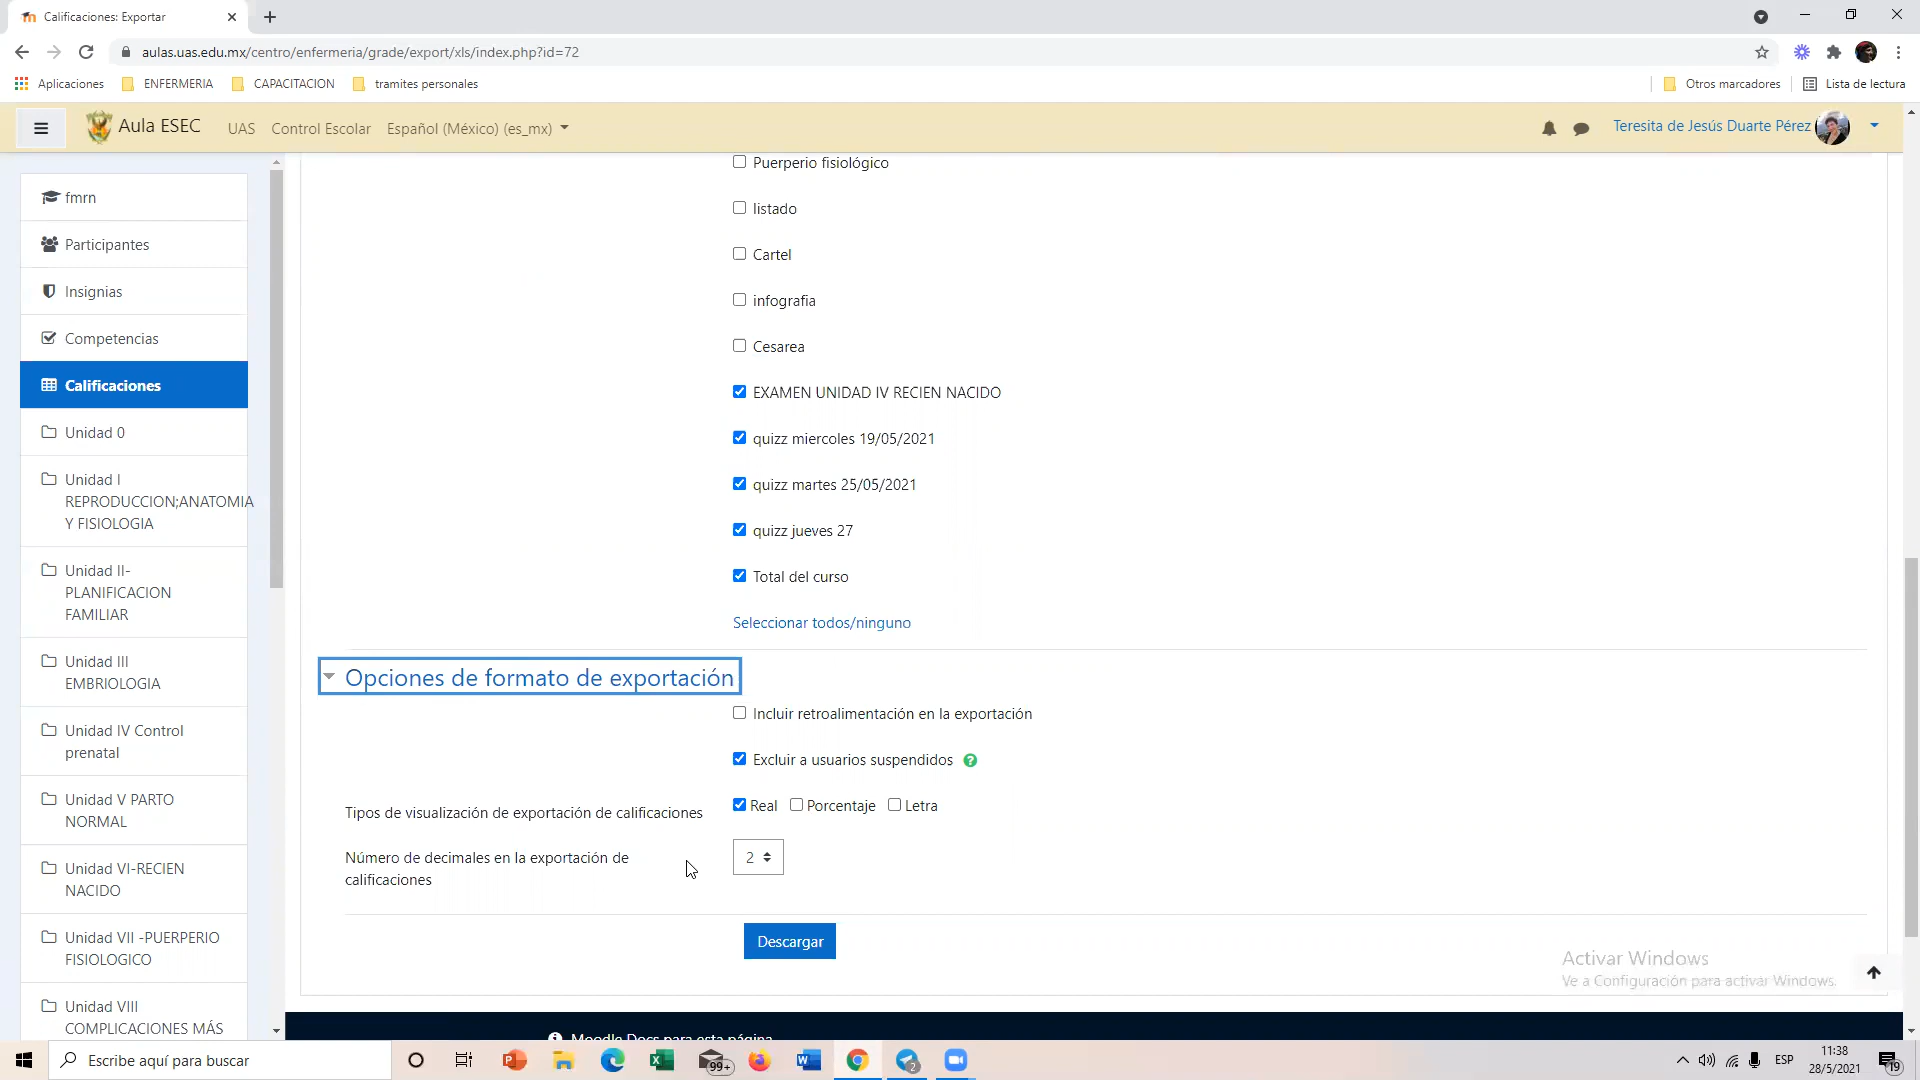 Calificaciones: Exportar
aulas.uas.edu.mx/centro/enfermeria/grade/export/xls/index.php?id=72
Aplicaciones
ENFERMERIA
CAPACITACION
tramites personales
Otros marcadores
Lista de lectura
Aula ESEC
UAS
Control Escolar
Español (México) (es_mx)
Teresita de Jesús Duarte Pérez
fmrn
Participantes
Insignias
Competencias
Calificaciones
Unidad 0
Unidad I
REPRODUCCION;ANATOMIA
Y FISIOLOGIA
Unidad II-
PLANIFICACION
FAMILIAR
Unidad III
EMBRIOLOGIA
Unidad IV Control
prenatal
Unidad V PARTO
NORMAL
Unidad VI-RECIEN
NACIDO
Unidad VII -PUERPERIO
FISIOLOGICO
Unidad VIII
COMPLICACIONES MÁS
Puerperio fisiológico
listado
Cartel
infografia
Cesarea
EXAMEN UNIDAD IV RECIEN NACIDO
quizz miercoles 19/05/2021
quizz martes 25/05/2021
quizz jueves 27
Total del curso
Seleccionar todos/ninguno
Opciones de formato de exportación
Incluir retroalimentación en la exportación
Excluir a usuarios suspendidos
Tipos de visualización de exportación de calificaciones
Real
Porcentaje
Letra
Número de decimales en la exportación de
calificaciones
2
Descargar
Activar Windows
Ve a Configuración para activar Windows.
Moodle Docs para esta página
Escribe aquí para buscar
99+
2
ESP
11:38
28/5/2021
19